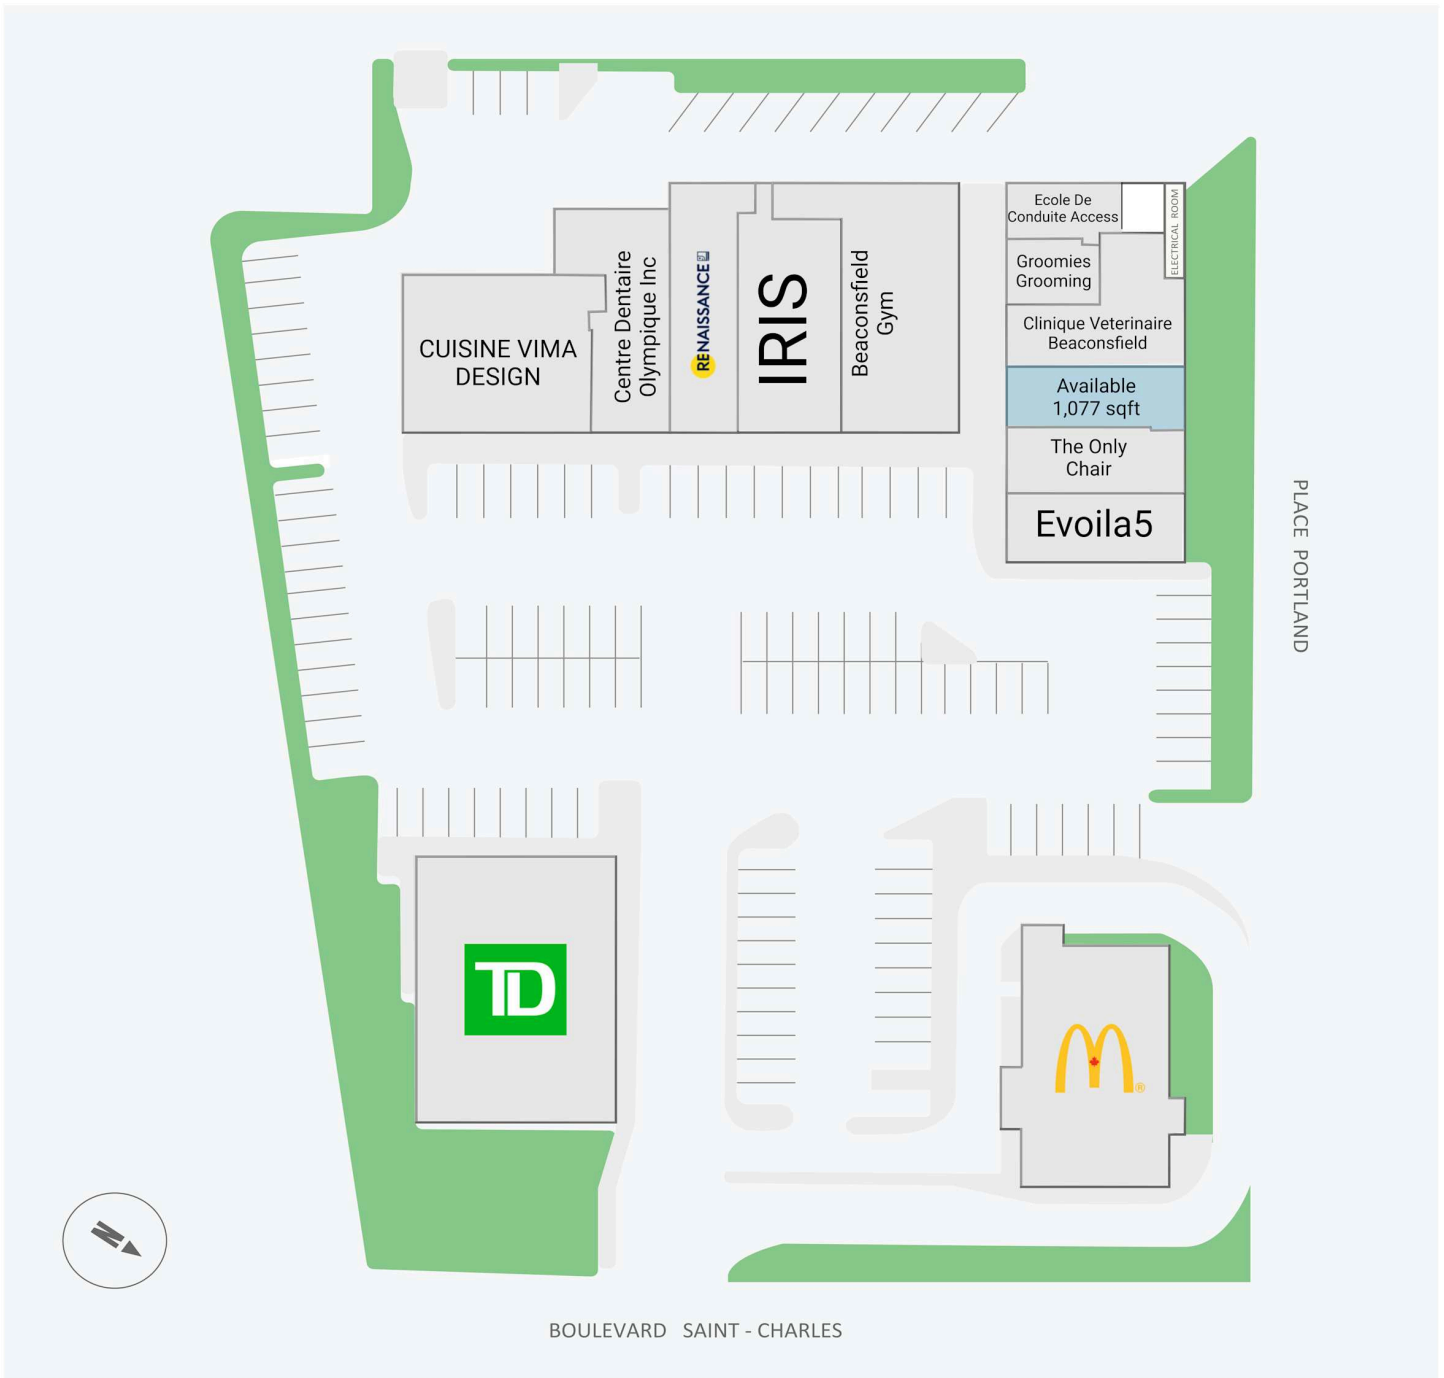 Ecole De
Conduite Access
ELECTRICAL ROOM
Groomies
Grooming
Clinique Veterinaire
Beaconsfield
Available
1,077 sqft
The Only
Chair
Evoila5
CUISINE VIMA
DESIGN
Centre Dentaire
Olympique Inc
RENAISSANCE
IRIS
Beaconsfield
Gym
PLACE PORTLAND
TD
M®
N
BOULEVARD SAINT - CHARLES